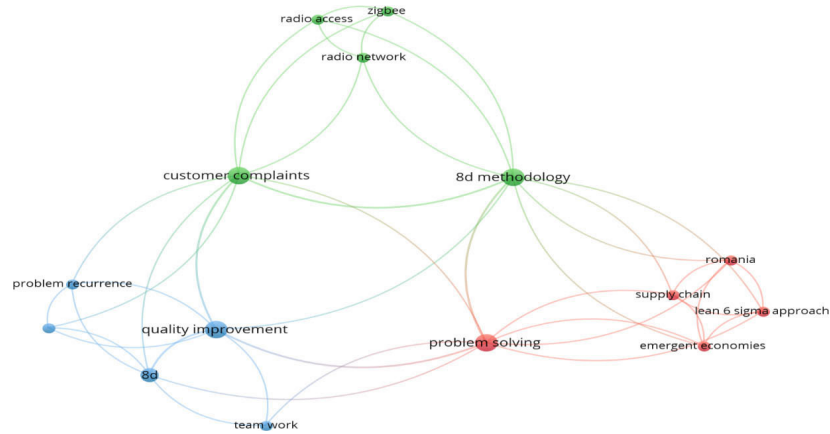 zigbee
radio access
radio network
customer complaints
8d methodology
romania
problem recurrence
supply chain
lean 6 sigma approach
quality improvement
problem solving
emergent economies
8d
team work